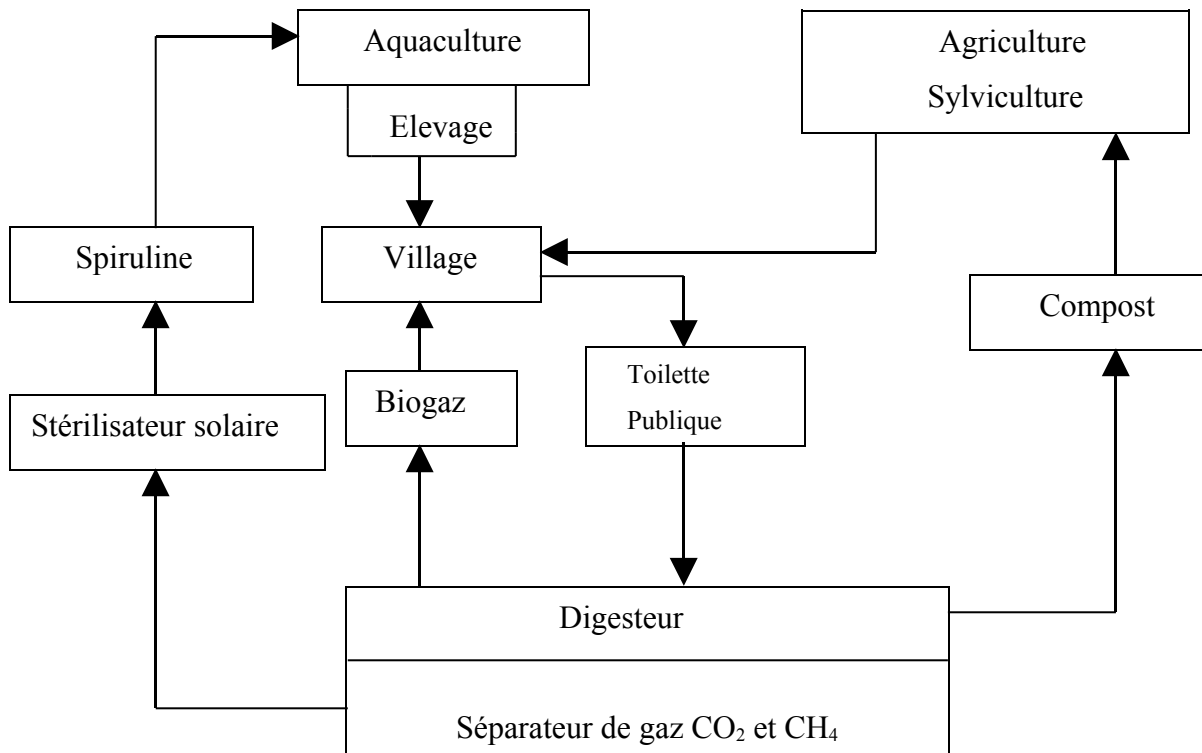 Aquaculture
Agriculture
Sylviculture
Elevage
Spiruline
Village
Compost
Toilette
Publique
Biogaz
Stérilisateur solaire
Digesteur
Séparateur de gaz CO₂ et CH₄